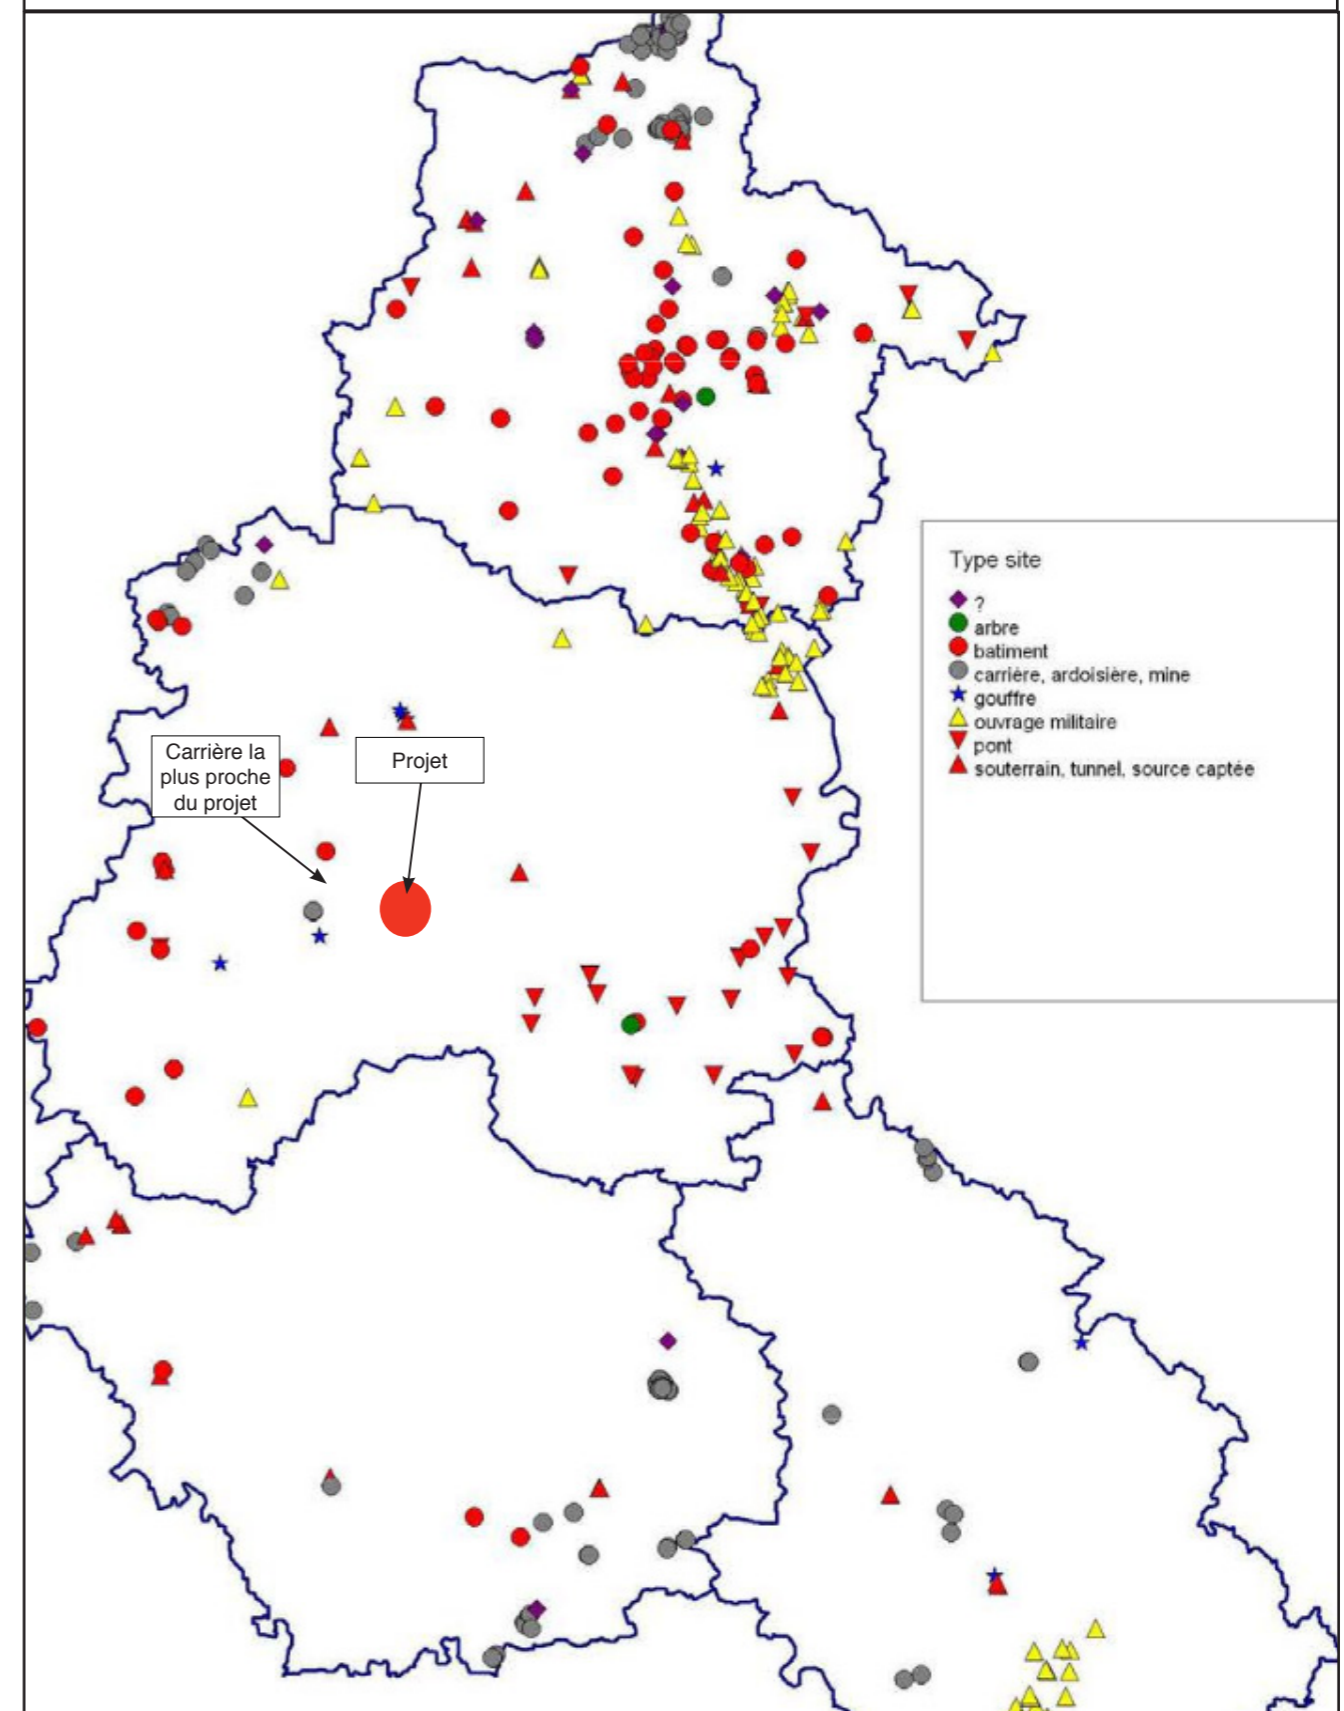 Type site
?
arbre
batiment
carrière, ardoisière, mine
gouffre
ouvrage militaire
pont
souterrain, tunnel, source captée
Carrière la
plus proche
du projet
Projet